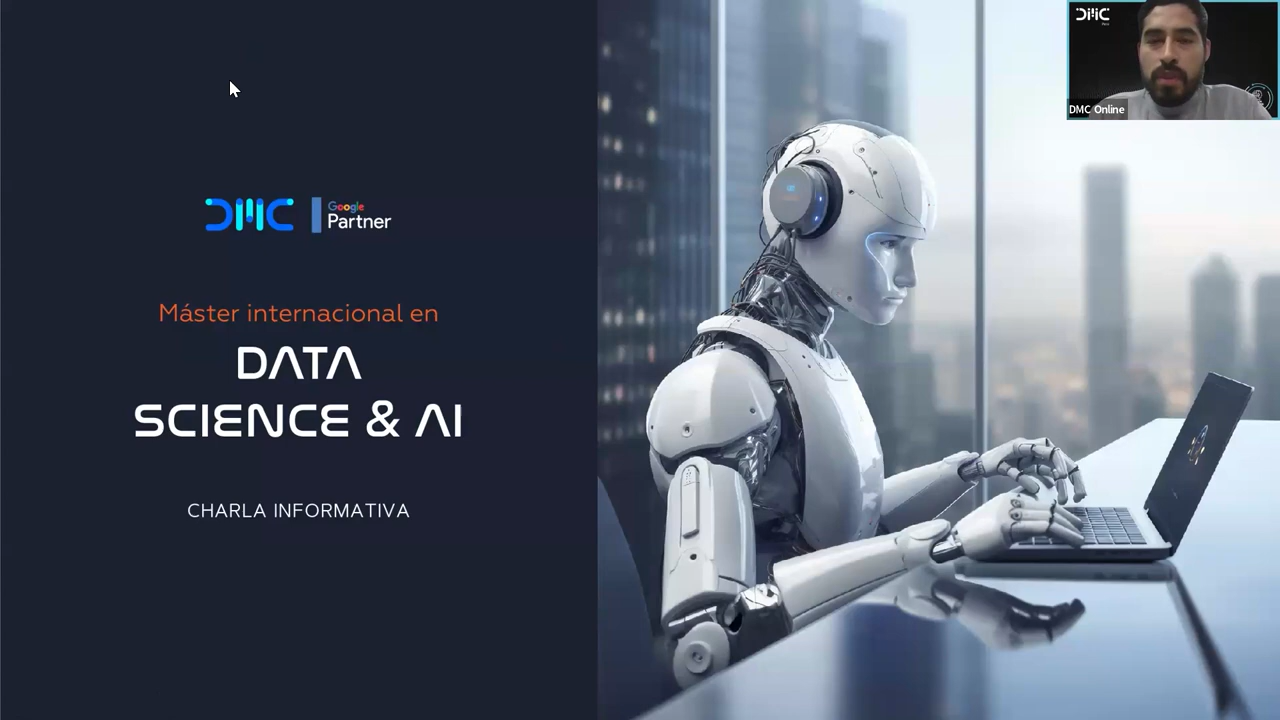 DMC
Google
Partner
Máster internacional en
DATA
SCIENCE & AI
CHARLA INFORMATIVA
DMC
DMC Online